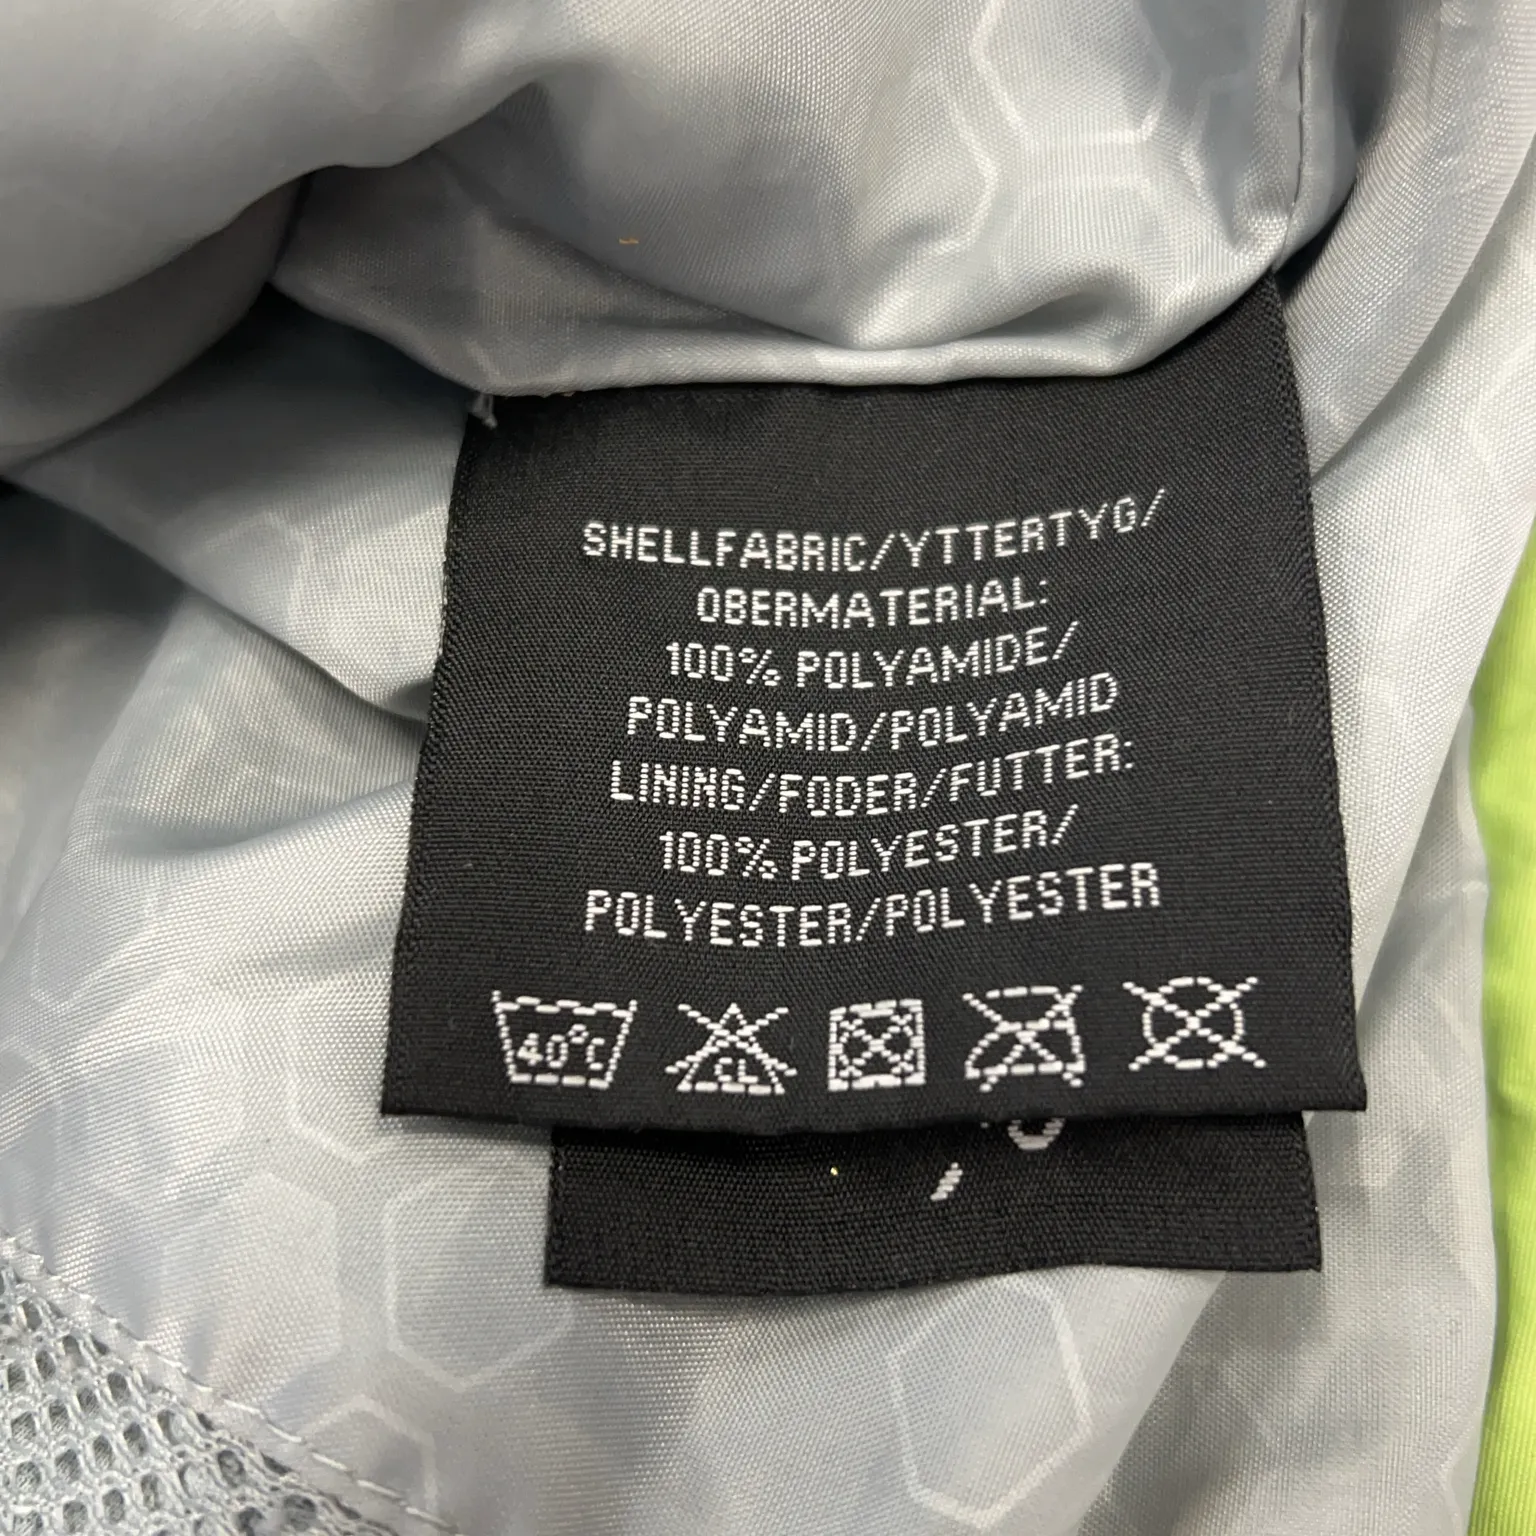 SHELLFABRIC/YTTERTYG/
OBERMATERIAL:
100% POLYAMIDE/
POLYAMID/POLYAMID
LINING/FODER/FUTTER:
100% POLYESTER/
POLYESTER/POLYESTER
40°C CL